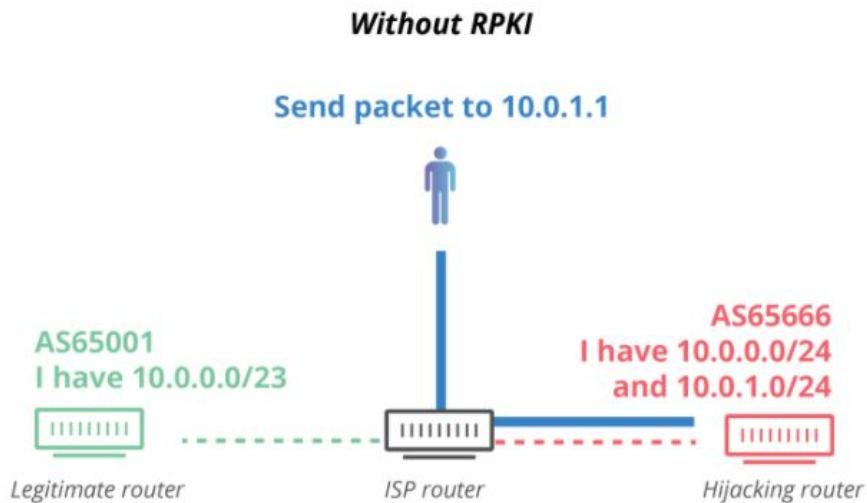 Without RPKI
Send packet to 10.0.1.1
AS65001
I have 10.0.0.0/23
AS65666
I have 10.0.0.0/24
and 10.0.1.0/24
Legitimate router
ISP router
Hijacking router